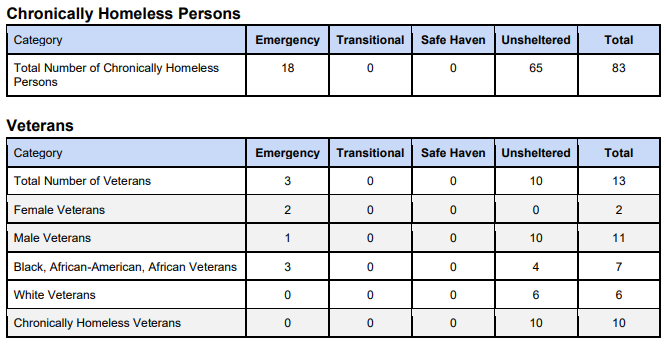 Chronically Homeless Persons
Category Emergency Transitional Safe Haven Unsheltered Total
Total Number of Chronically Homeless
Persons 18 0 0 65 83
Veterans
Category Emergency Transitional Safe Haven Unsheltered Total
Total Number of Veterans 3 0 0 10 13
Female Veterans 2 0 0 0 2
Male Veterans 1 0 0 10 11
Black, African-American, African Veterans 3 0 0 4 7
White Veterans 0 0 0 6 6
Chronically Homeless Veterans 0 0 0 10 10